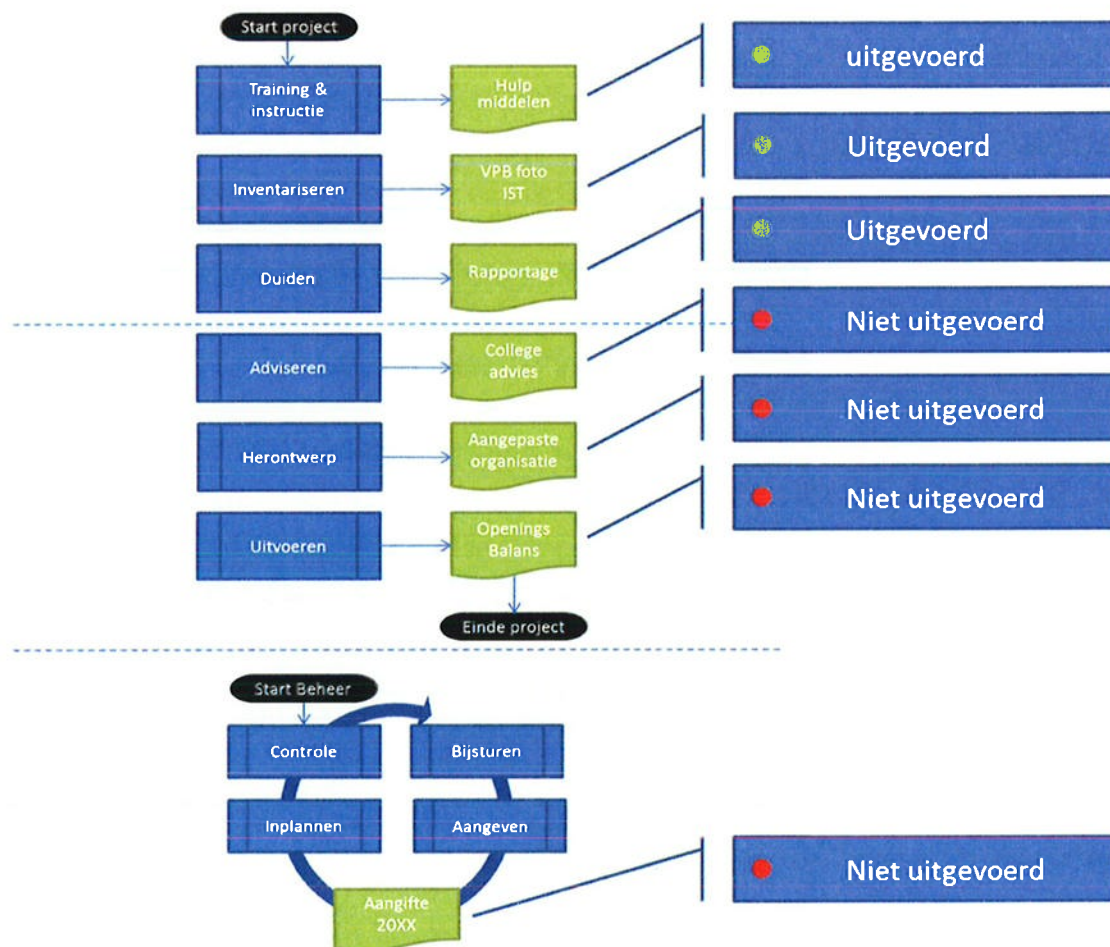 Start project
Training &
instructie
Hulp
middelen
uitgevoerd
Inventariseren
VPB foto
IST
Uitgevoerd
Duiden
Rapportage
Uitgevoerd
Adviseren
College
advies
Niet uitgevoerd
Herontwerp
Aangepaste
organisatie
Niet uitgevoerd
Uitvoeren
Openings
Balans
Niet uitgevoerd
Einde project
Start Beheer
Controle
Bijsturen
Inplannen
Aangeven
Aangifte
20XX
Niet uitgevoerd